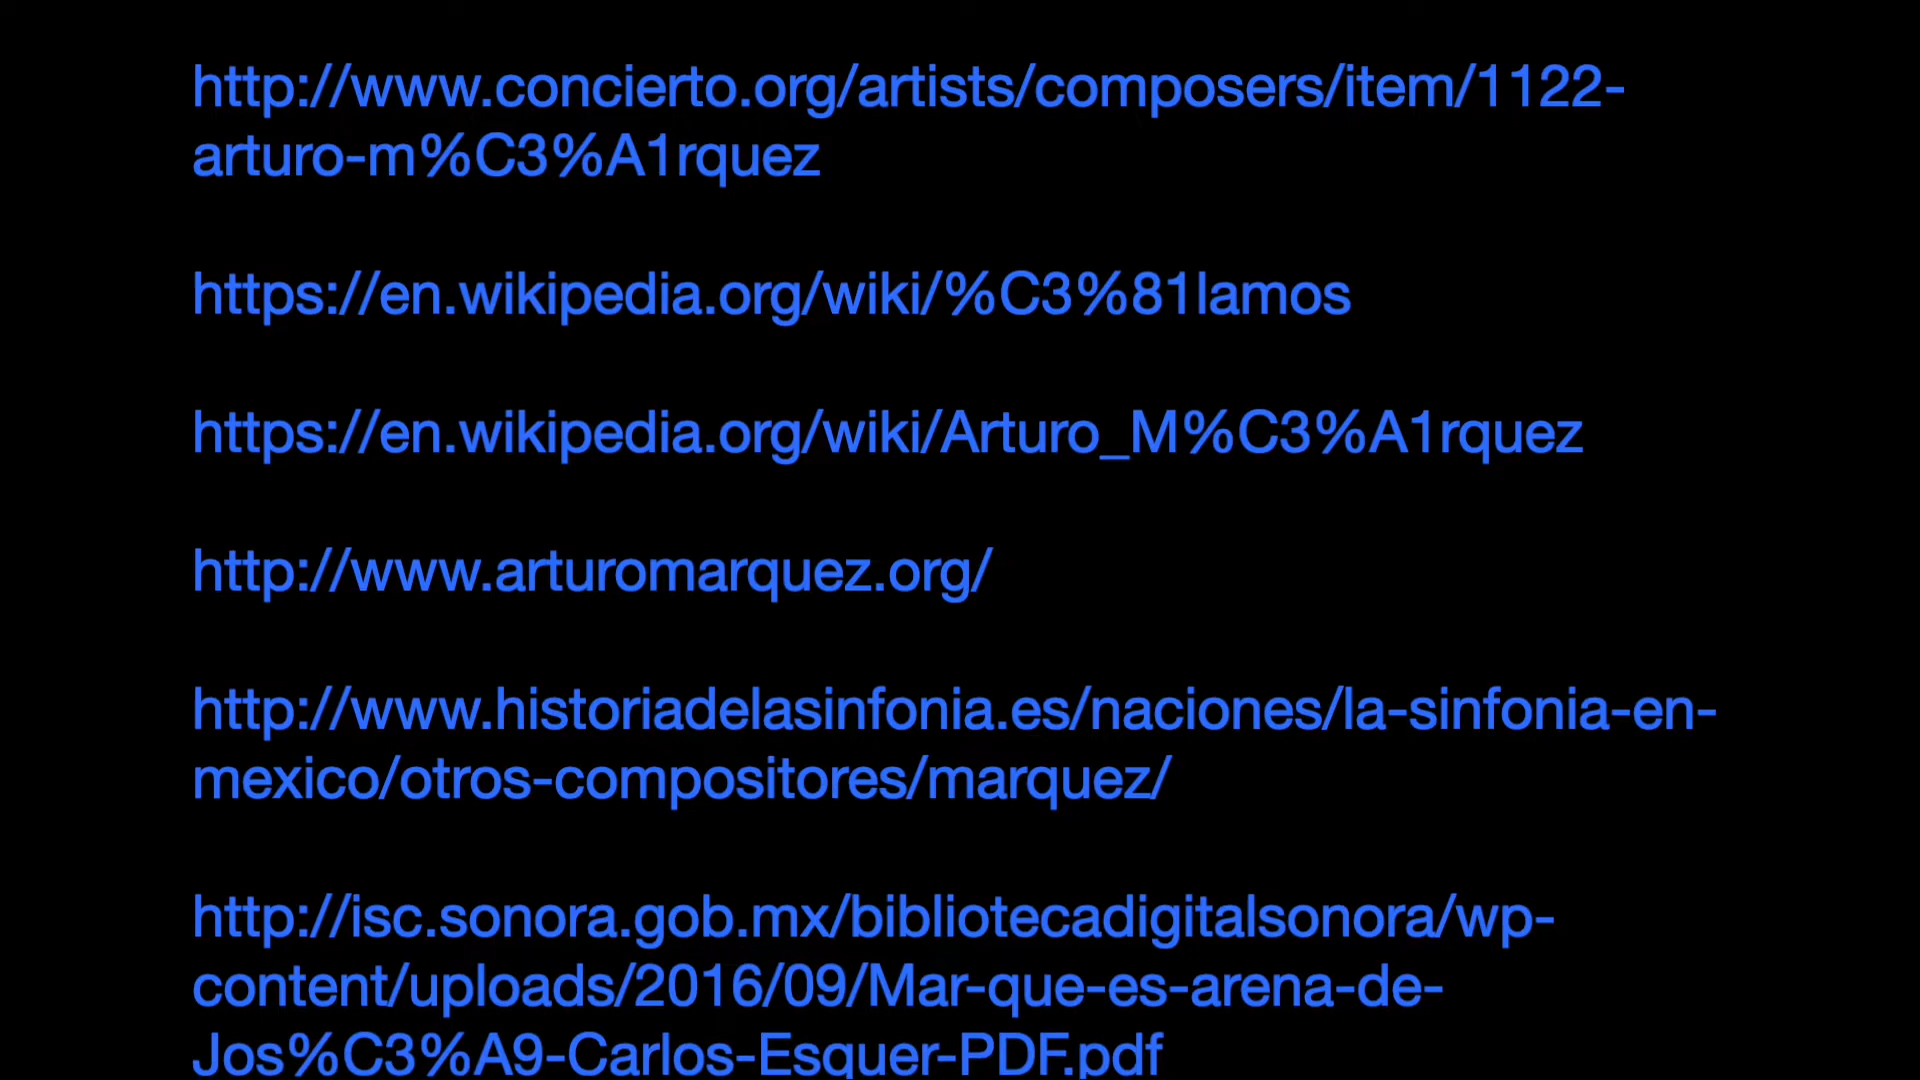 http://www.concierto.org/artists/composers/item/1122-
arturo-m%C3%A1rquez
https://en.wikipedia.org/wiki/%C3%81lamos
https://en.wikipedia.org/wiki/Arturo_M%C3%A1rquez
http://www.arturomarquez.org/
http://www.historiadelasinfonia.es/naciones/la-sinfonia-en-
mexico/otros-compositores/marquez/
http://isc.sonora.gob.mx/bibliotecadigitalsonora/wp-
content/uploads/2016/09/Mar-que-es-arena-de-
Jos%C3%A9-Carlos-Esquer-PDF.pdf